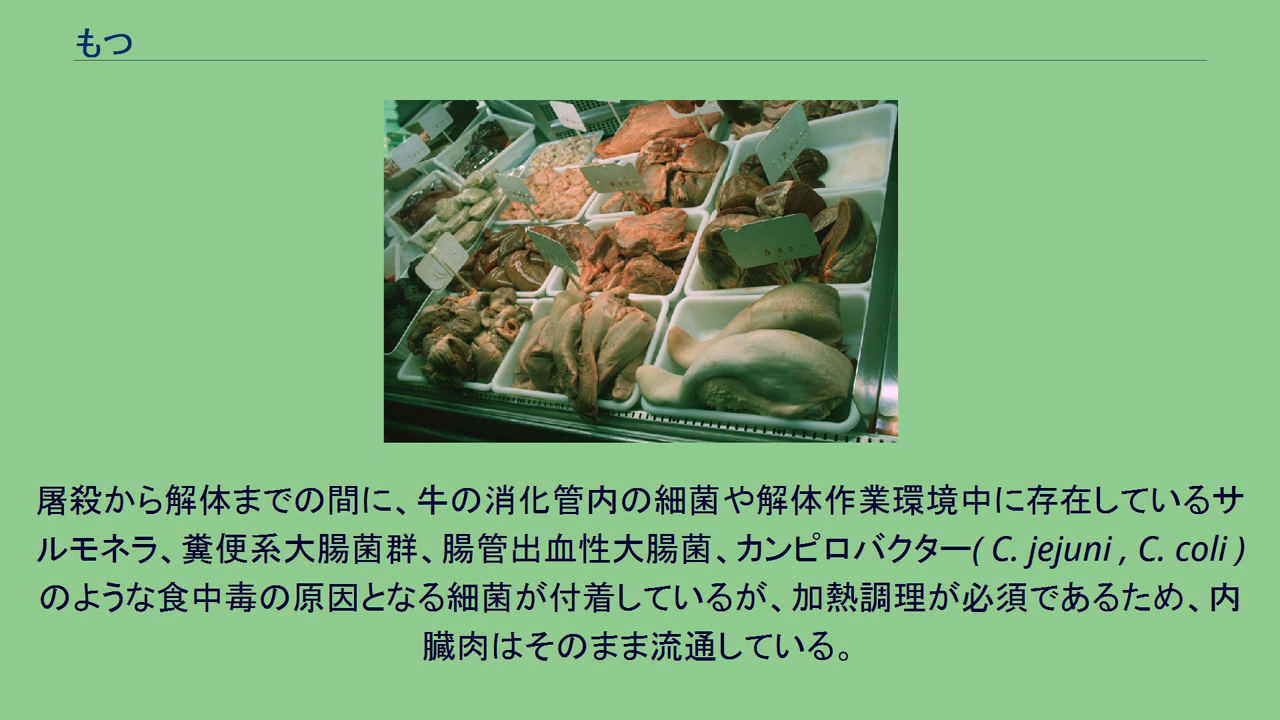 もつ
屠殺から解体までの間に、牛の消化管内の細菌や解体作業環境中に存在しているサ
ルモネラ、糞便系大腸菌群、腸管出血性大腸菌、カンピロバクター( C. jejuni , C. coli )
のような食中毒の原因となる細菌が付着しているが、加熱調理が必須であるため、内
臓肉はそのまま流通している。